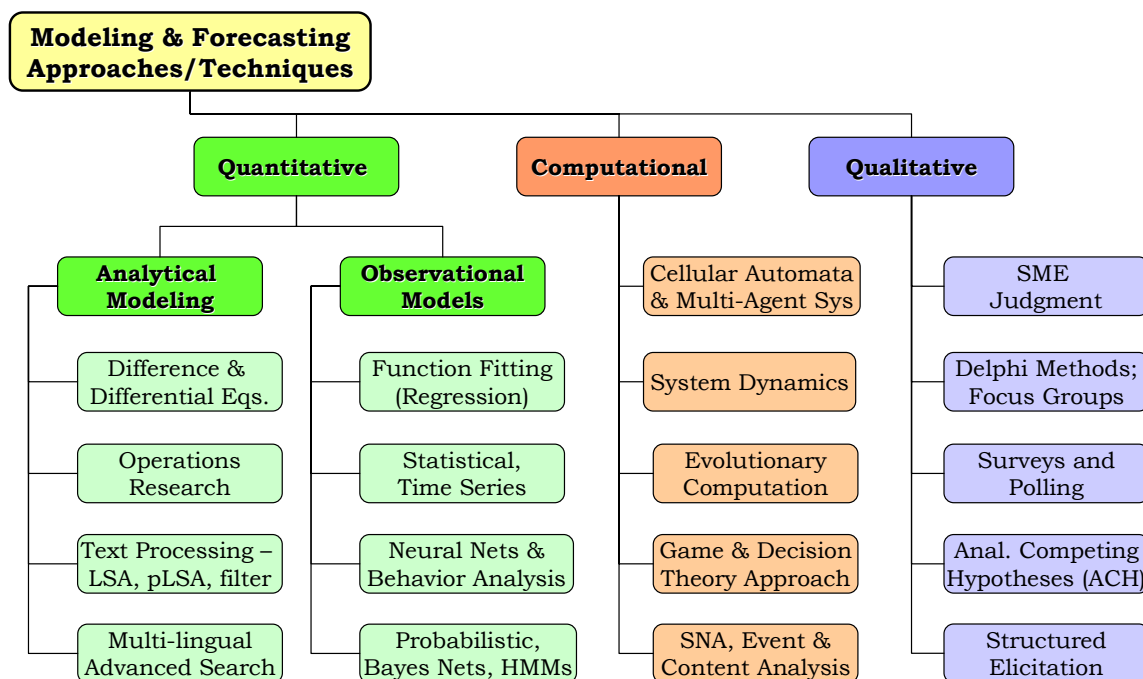 Modeling & Forecasting
Approaches/Techniques
Quantitative
Computational
Qualitative
Analytical
Modeling
Observational
Models
Cellular Automata
& Multi-Agent Sys
SME
Judgment
Difference &
Differential Eqs.
Function Fitting
(Regression)
System Dynamics
Delphi Methods;
Focus Groups
Operations
Research
Statistical,
Time Series
Evolutionary
Computation
Surveys and
Polling
Text Processing –
LSA, pLSA, filter
Neural Nets &
Behavior Analysis
Game & Decision
Theory Approach
Anal. Competing
Hypotheses (ACH)
Multi-lingual
Advanced Search
Probabilistic,
Bayes Nets, HMMs
SNA, Event &
Content Analysis
Structured
Elicitation